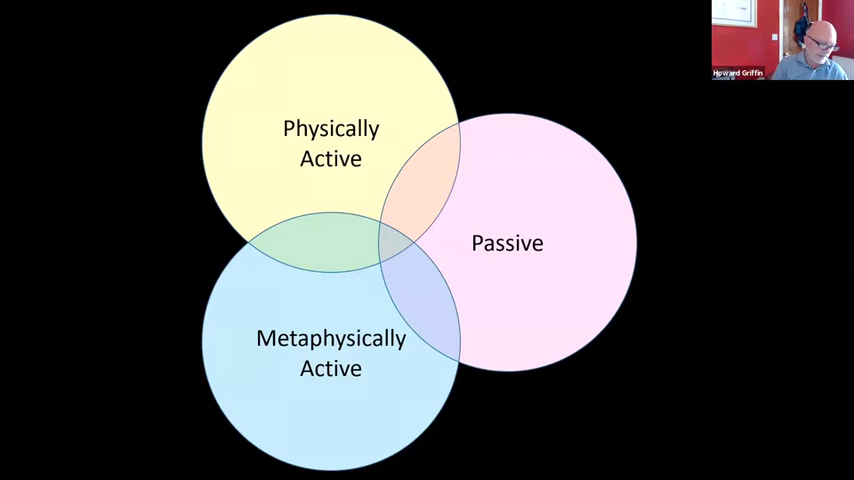 Physically
Active
Passive
Metaphysically
Active
Howard Griffin